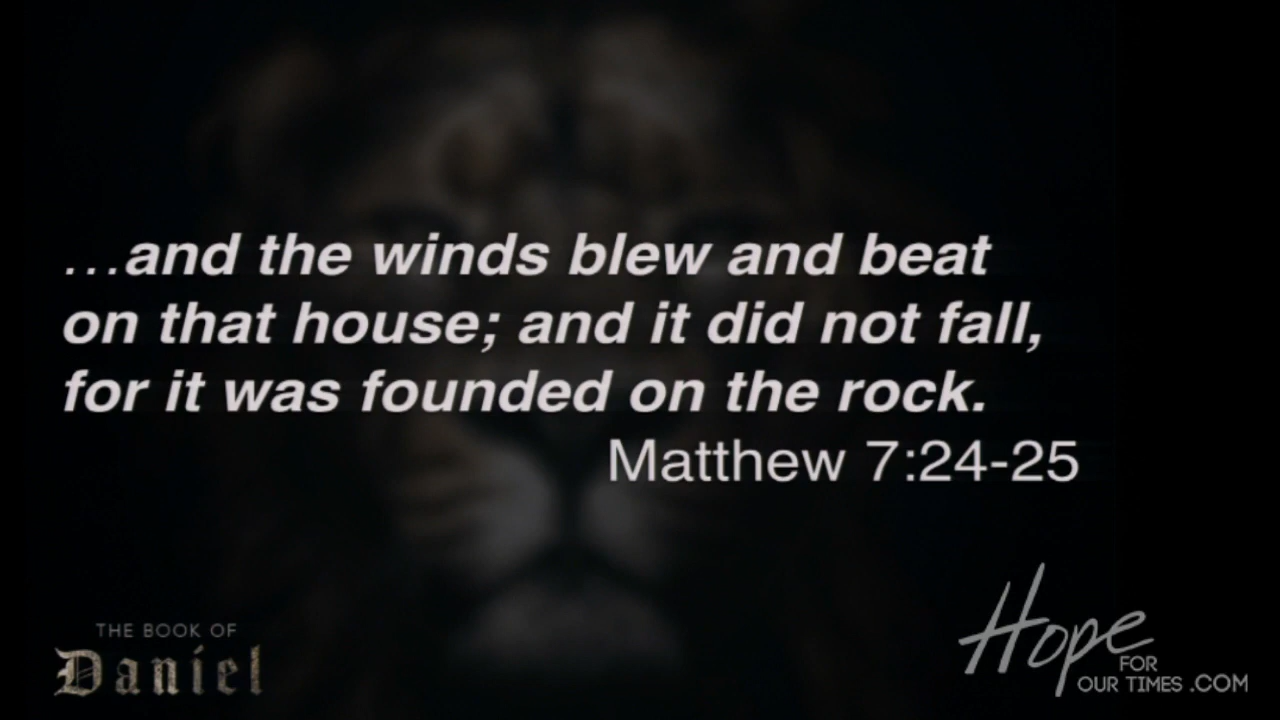 …and the winds blew and beat
on that house; and it did not fall,
for it was founded on the rock.
Matthew 7:24-25
THE BOOK OF
Daniel
Hope
FOR
OUR TIMES .COM